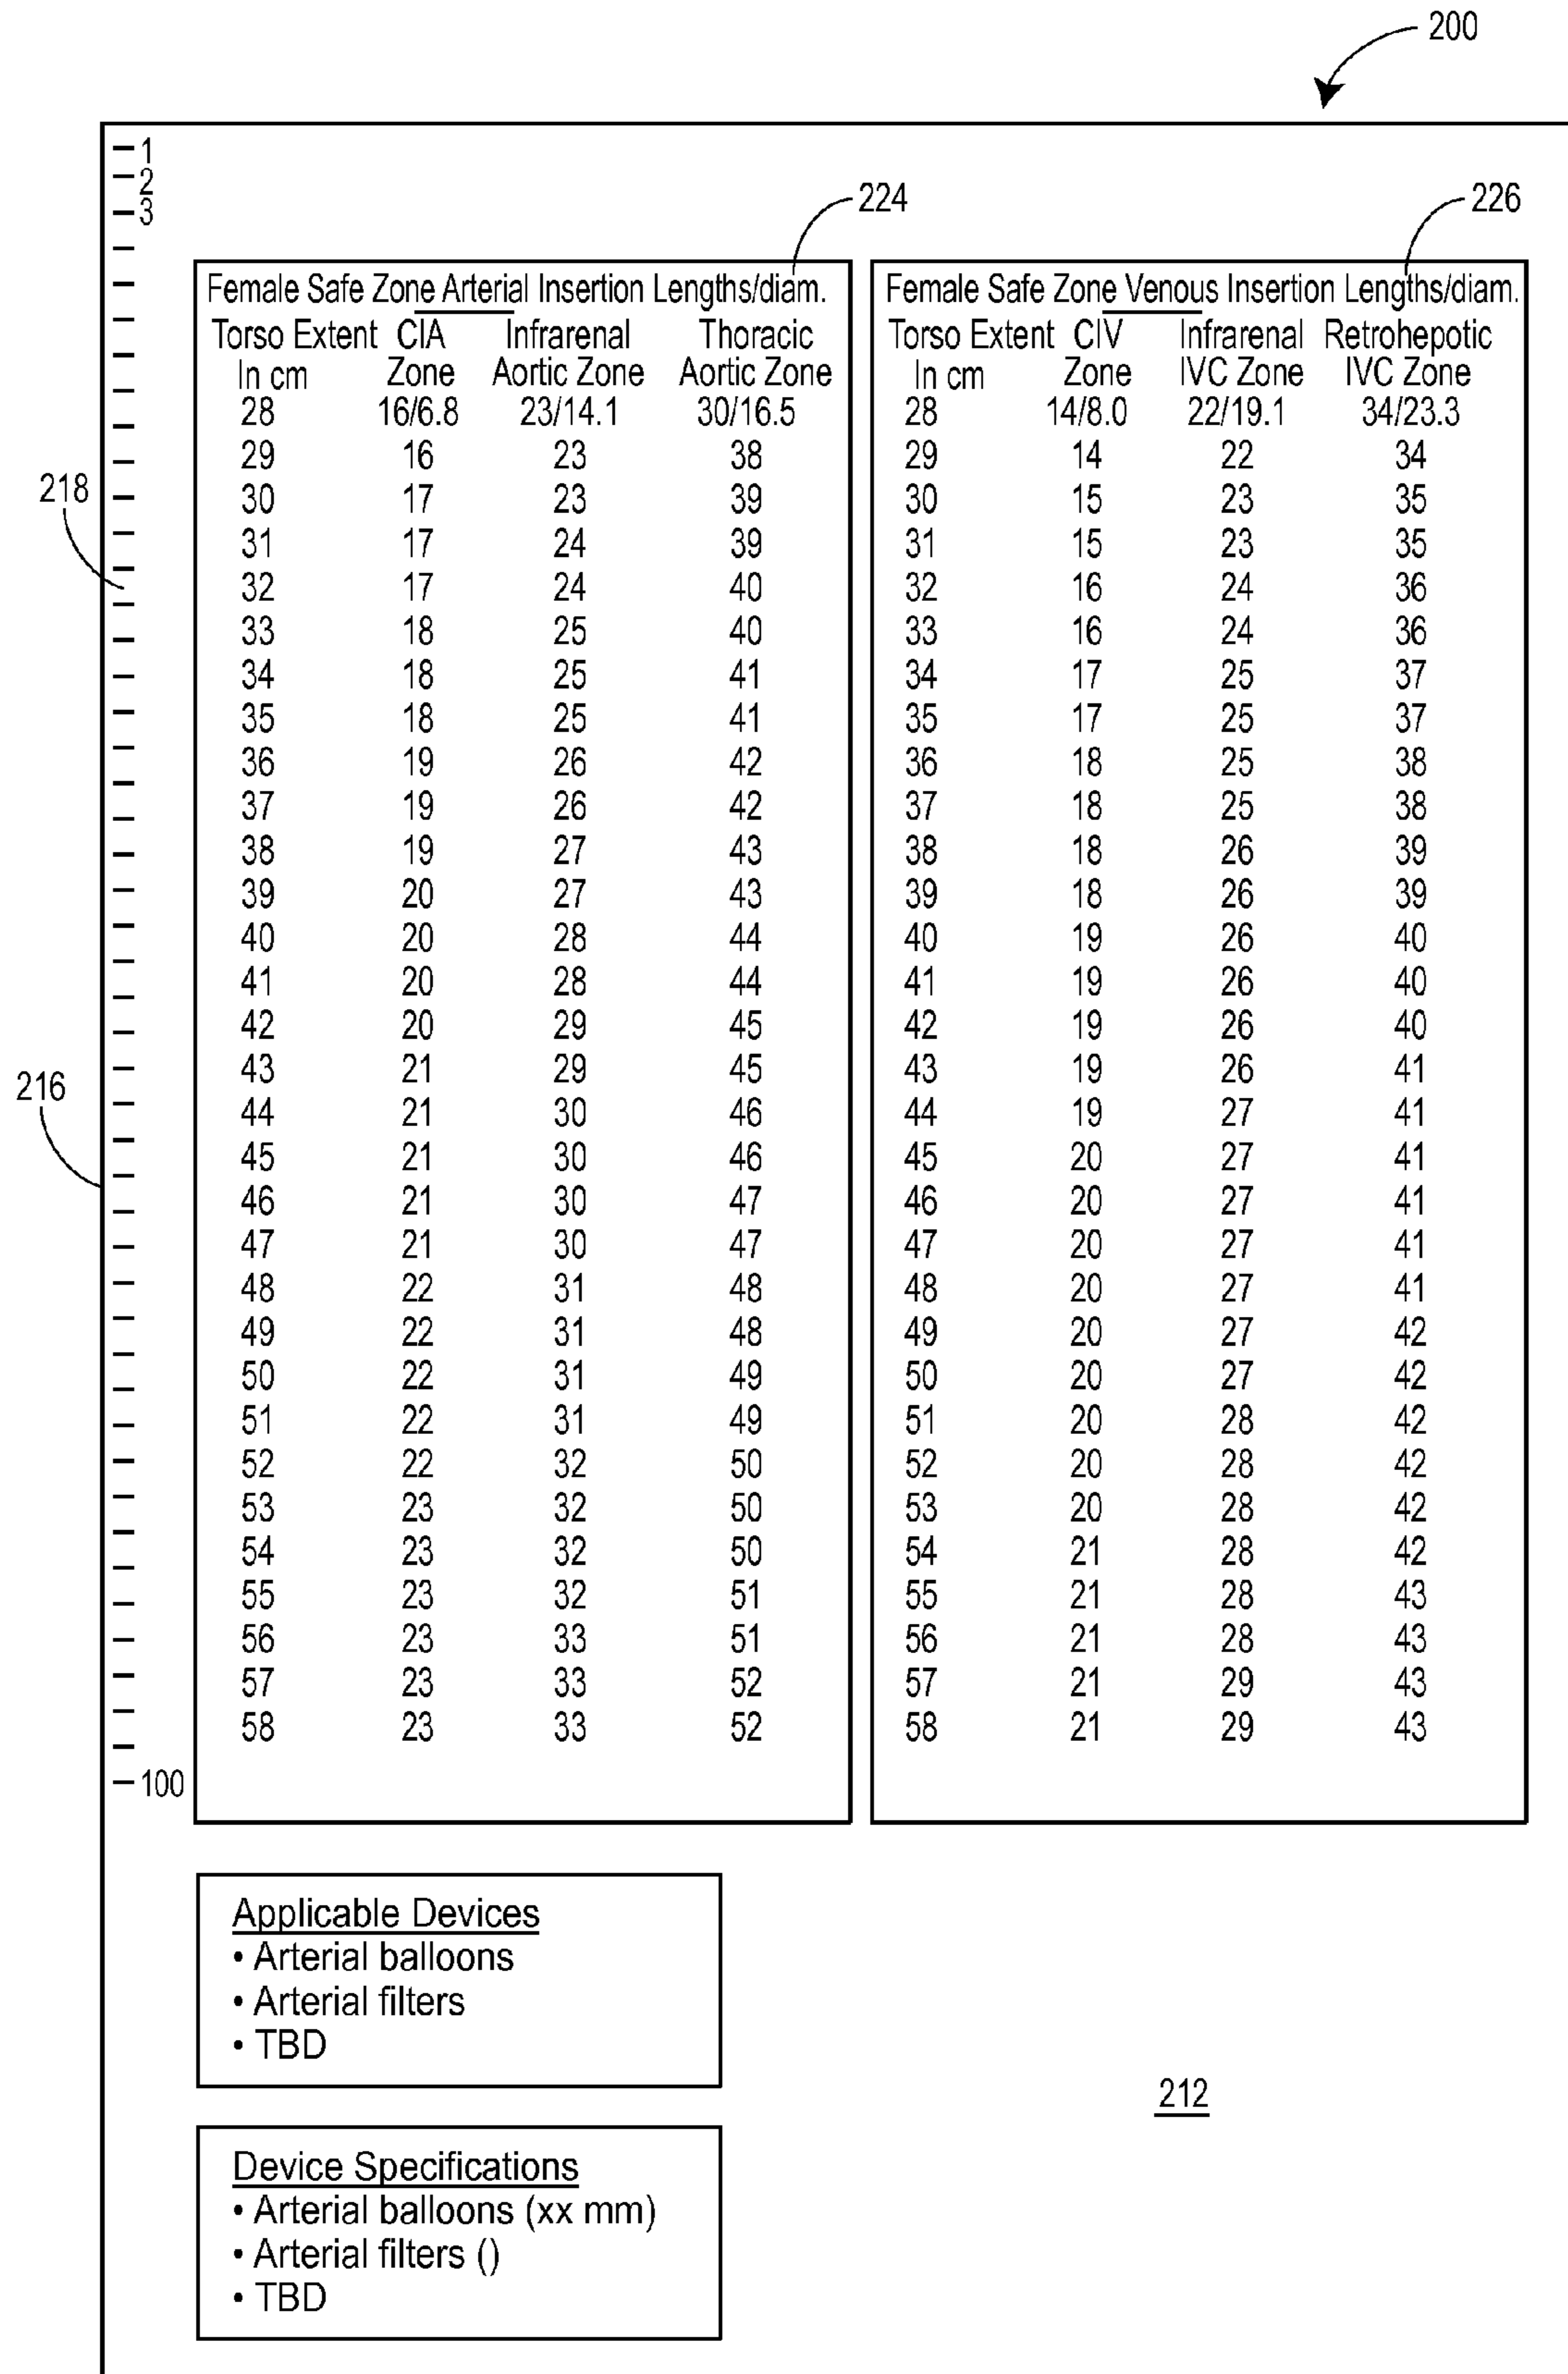 200
1
2
3
224
226
Female Safe Zone Arterial Insertion Lengths/diam.
Torso Extent CIA Infrarenal Thoracic
In cm Zone Aortic Zone Aortic Zone
28 16/6.8 23/14.1 30/16.5
29 16 23 38
30 17 23 39
31 17 24 39
32 17 24 40
33 18 25 40
34 18 25 41
35 18 25 41
36 19 26 42
37 19 26 42
38 19 27 43
39 20 27 43
40 20 28 44
41 20 28 44
42 20 29 45
43 21 29 45
44 21 30 46
45 21 30 46
46 21 30 47
47 21 30 47
48 22 31 48
49 22 31 48
50 22 31 49
51 22 31 49
52 22 32 50
53 23 32 50
54 23 32 50
55 23 32 51
56 23 33 51
57 23 33 52
58 23 33 52
Female Safe Zone Venous Insertion Lengths/diam.
Torso Extent CIV Infrarenal Retrohepotic
In cm Zone IVC Zone IVC Zone
28 14/8.0 22/19.1 34/23.3
29 14 22 34
30 15 23 35
31 15 23 35
32 16 24 36
33 16 24 36
34 17 25 37
35 17 25 37
36 18 25 38
37 18 25 38
38 18 26 39
39 18 26 39
40 19 26 40
41 19 26 40
42 19 26 40
43 19 26 41
44 19 27 41
45 20 27 41
46 20 27 41
47 20 27 41
48 20 27 41
49 20 27 42
50 20 27 42
51 20 28 42
52 20 28 42
53 20 28 42
54 21 28 42
55 21 28 43
56 21 28 43
57 21 29 43
58 21 29 43
218
216
100
Applicable Devices
• Arterial balloons
• Arterial filters
• TBD
212
Device Specifications
• Arterial balloons (xx mm)
• Arterial filters ()
• TBD